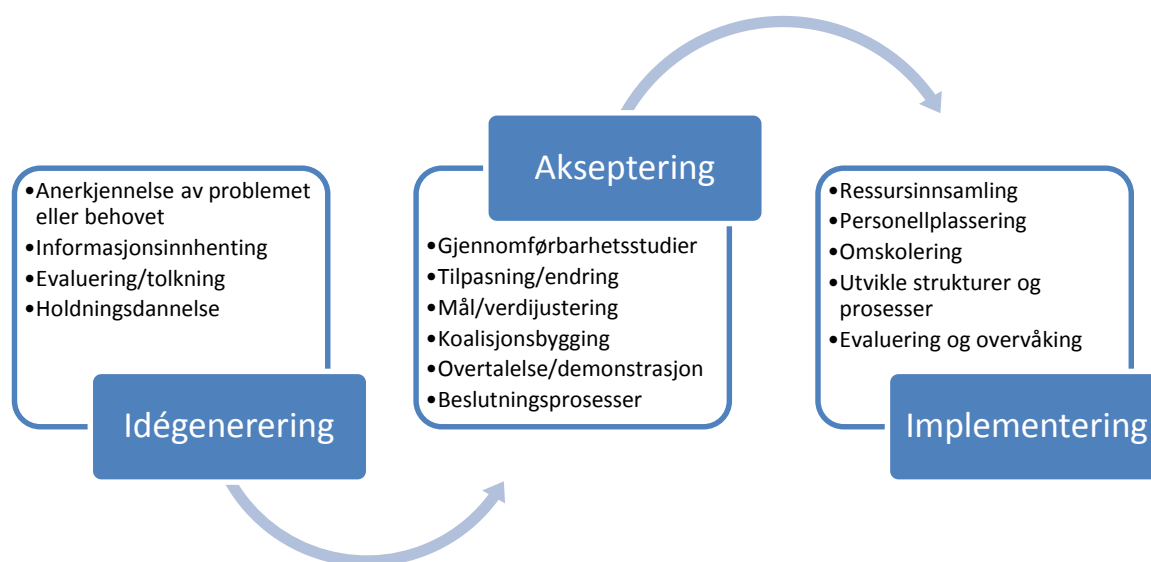 •Anerkjennelse av problemet
eller behovet
•Informasjonsinnhenting
•Evaluering/tolkning
•Holdningsdannelse
Idégenerering
Akseptering
•Gjennomførbarhetsstudier
•Tilpasning/endring
•Mål/verdijustering
•Koalisjonsbygging
•Overtalelse/demonstrasjon
•Beslutningsprosesser
•Ressursinnsamling
•Personellplassering
•Omskolering
•Utvikle strukturer og
prosesser
•Evaluering og overvåking
Implementering